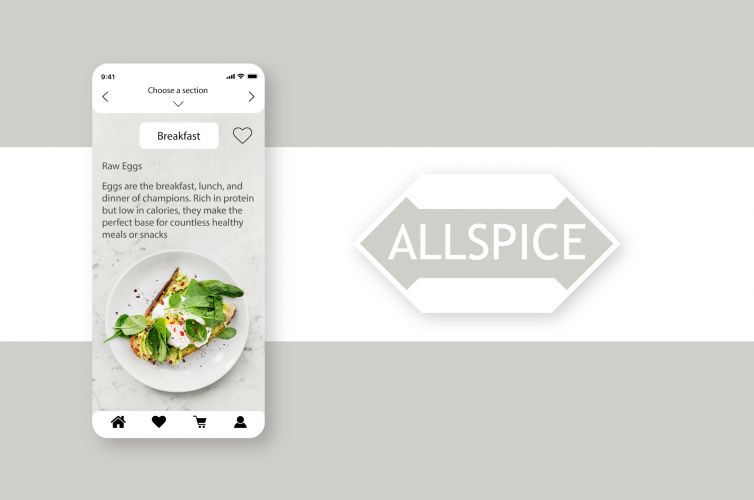 9:41
Choose a section
Breakfast
Raw Eggs
Eggs are the breakfast, lunch, and
dinner of champions. Rich in protein
but low in calories, they make the
perfect base for countless healthy
meals or snacks
ALLSPICE